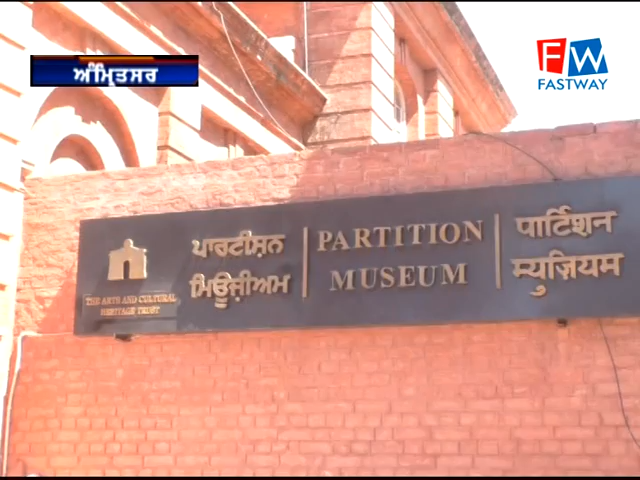 ਅੰਮ੍ਰਿਤਸਰ
FW
FASTWAY
ਪਾਰਟੀਸ਼ਨ
ਮਿਊਜ਼ੀਅਮ
PARTITION
MUSEUM
पार्टिशन
म्युज़ियम
THE ARTS AND CULTURAL
HERITAGE TRUST